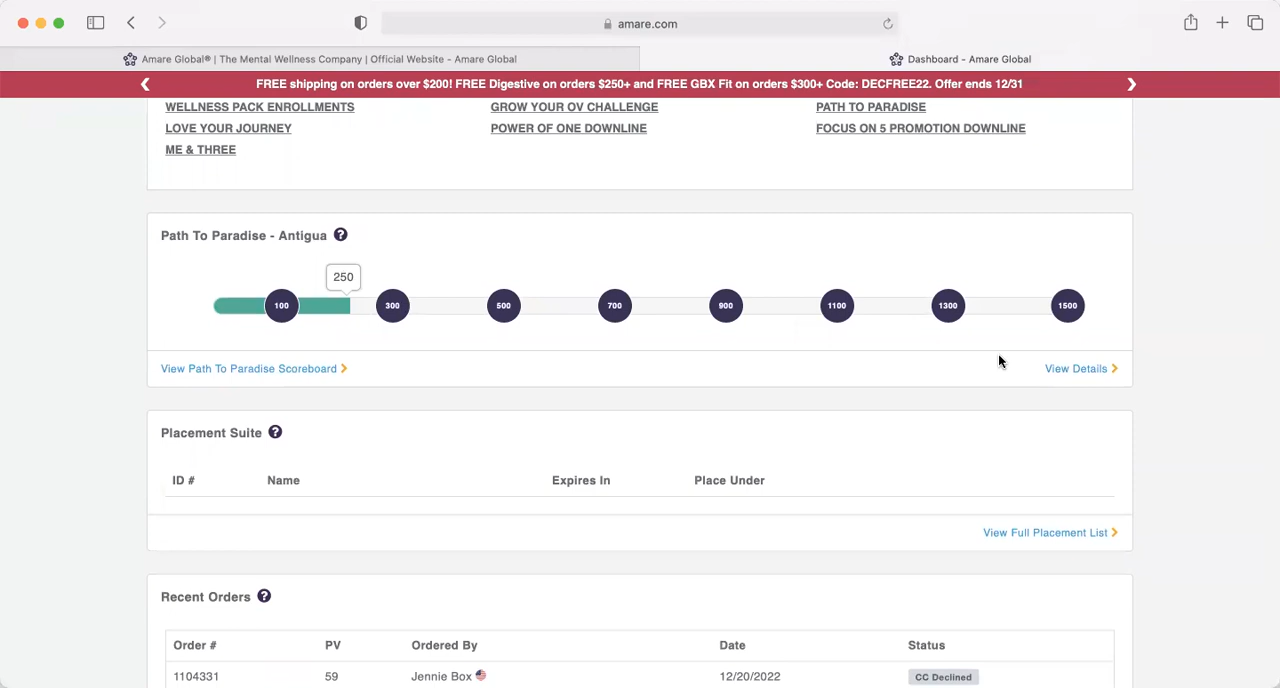 amare.com
Amare Global® | The Mental Wellness Company | Official Website - Amare Global
Dashboard - Amare Global
FREE shipping on orders over $200! FREE Digestive on orders $250+ and FREE GBX Fit on orders $300+ Code: DECFREE22. Offer ends 12/31
WELLNESS PACK ENROLLMENTS GROW YOUR OV CHALLENGE PATH TO PARADISE
LOVE YOUR JOURNEY POWER OF ONE DOWNLINE FOCUS ON 5 PROMOTION DOWNLINE
ME & THREE
Path To Paradise - Antigua ?
250
100 300 500 700 900 1100 1300 1500
View Path To Paradise Scoreboard View Details
Placement Suite ?
ID # Name Expires In Place Under
View Full Placement List
Recent Orders ?
Order # PV Ordered By Date Status
1104331 59 Jennie Box 12/20/2022 CC Declined